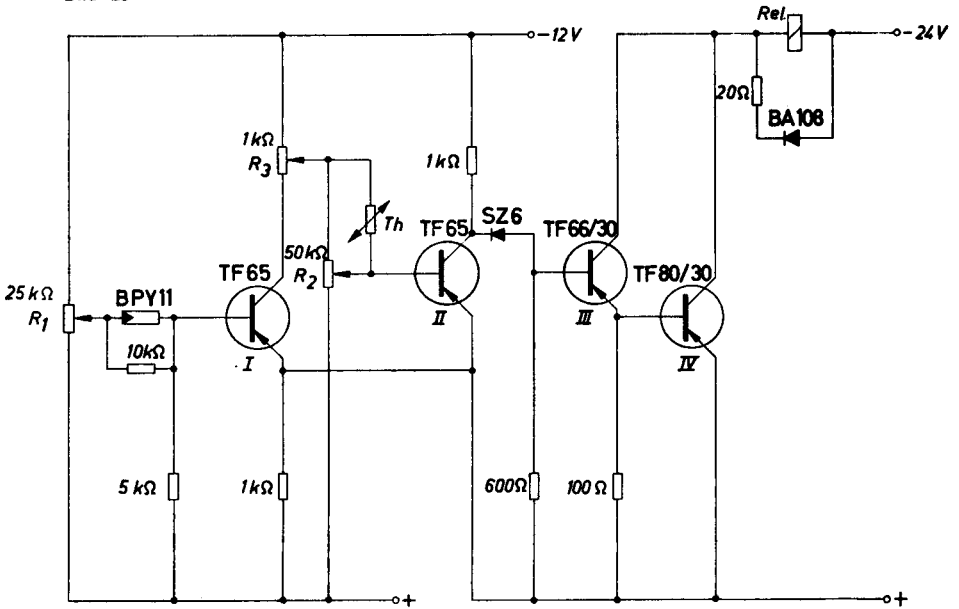 Rel.
-12V
-24V
20Ω
BA108
1kΩ
R3
1kΩ
Th
TF65
SZ6
TF66/30
50kΩ
R2
TF80/30
25kΩ
R1
BPY11
TF65
10kΩ
I
II
III
IV
5kΩ
1kΩ
600Ω
100Ω
+
+